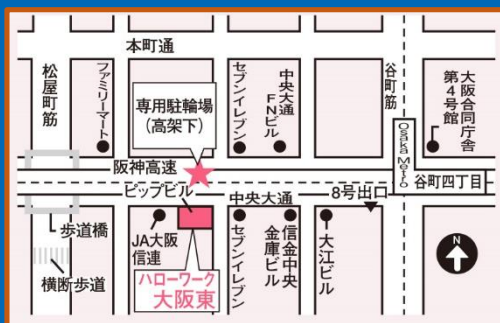 本町通
松屋町筋
ファミリーマート
専用駐輪場
(高架下)
セブンイレブン
中央大通
FNビル
谷町筋
Osaka Metro
大阪合同庁舎
第4号館
阪神高速
谷町四丁目
ピップビル
中央大通
8号出口
歩道橋
JA大阪
信連
ハローワーク
大阪東
セブンイレブン
信金中央
金庫ビル
大江ビル
横断歩道
N